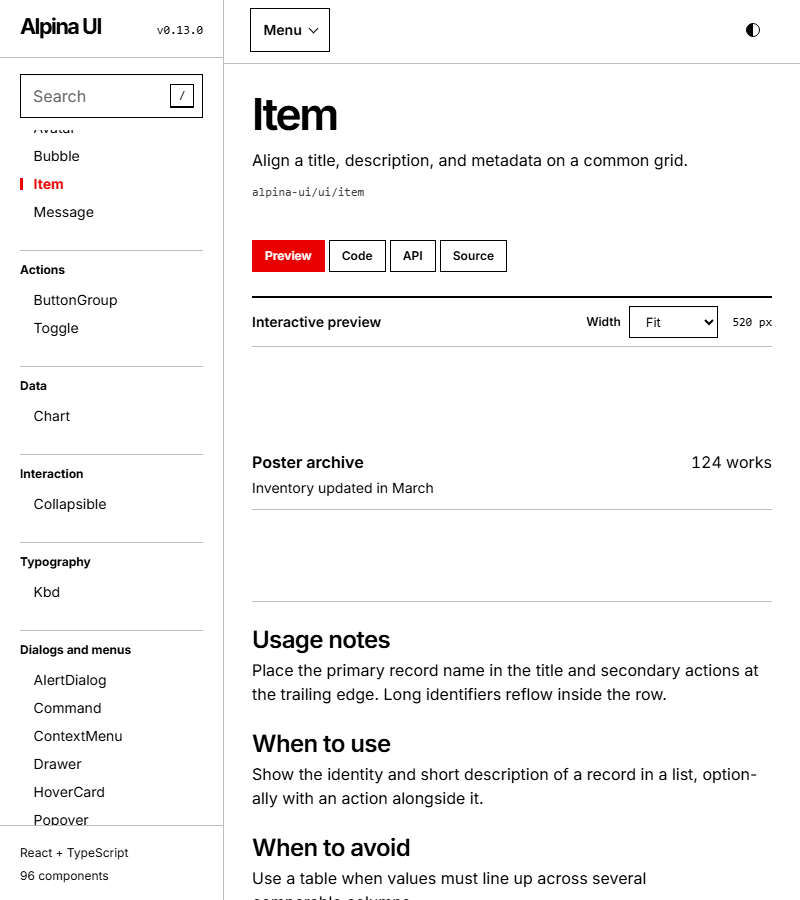 Alpina UI
v0.13.0
Search
/
Avatar
Bubble
Item
Message
Actions
ButtonGroup
Toggle
Data
Chart
Interaction
Collapsible
Typography
Kbd
Dialogs and menus
AlertDialog
Command
ContextMenu
Drawer
HoverCard
Popover
React + TypeScript
96 components
Menu
Item
Align a title, description, and metadata on a common grid.
alpina-ui/ui/item
Preview
Code
API
Source
Interactive preview
Width
Fit
520 px
Poster archive
124 works
Inventory updated in March
Usage notes
Place the primary record name in the title and secondary actions at
the trailing edge. Long identifiers reflow inside the row.
When to use
Show the identity and short description of a record in a list, option-
ally with an action alongside it.
When to avoid
Use a table when values must line up across several
comparable columns.